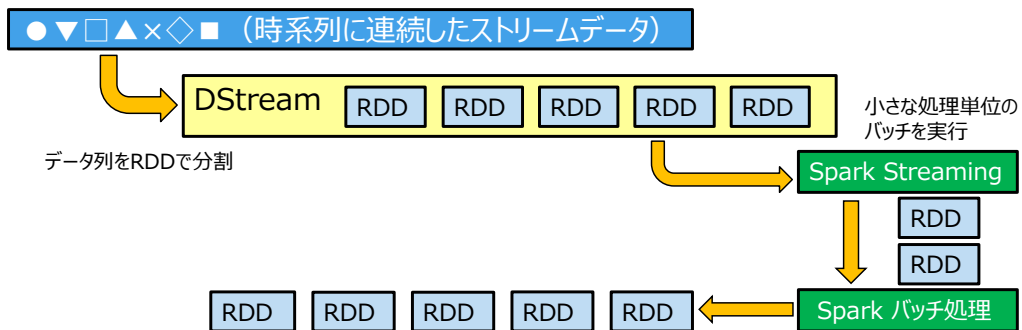 ●▼□▲×◇■（時系列に連続したストリームデータ）
DStream RDD RDD RDD RDD RDD
小さな処理単位の
バッチを実行
データ列をRDDで分割
Spark Streaming
RDD
RDD
RDD RDD RDD RDD RDD
Spark バッチ処理